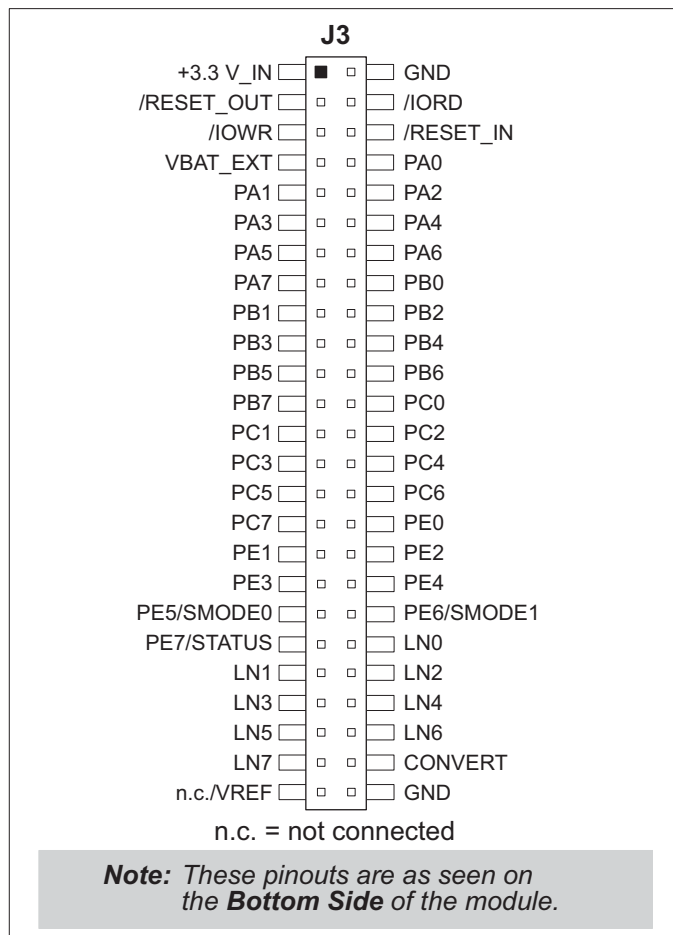 J3
+3.3 V_IN GND
/RESET_OUT /IORD
/IOWR /RESET_IN
VBAT_EXT PA0
PA1 PA2
PA3 PA4
PA5 PA6
PA7 PB0
PB1 PB2
PB3 PB4
PB5 PB6
PB7 PC0
PC1 PC2
PC3 PC4
PC5 PC6
PC7 PE0
PE1 PE2
PE3 PE4
PE5/SMODE0 PE6/SMODE1
PE7/STATUS LN0
LN1 LN2
LN3 LN4
LN5 LN6
LN7 CONVERT
n.c./VREF GND
n.c. = not connected
Note: These pinouts are as seen on
the Bottom Side of the module.